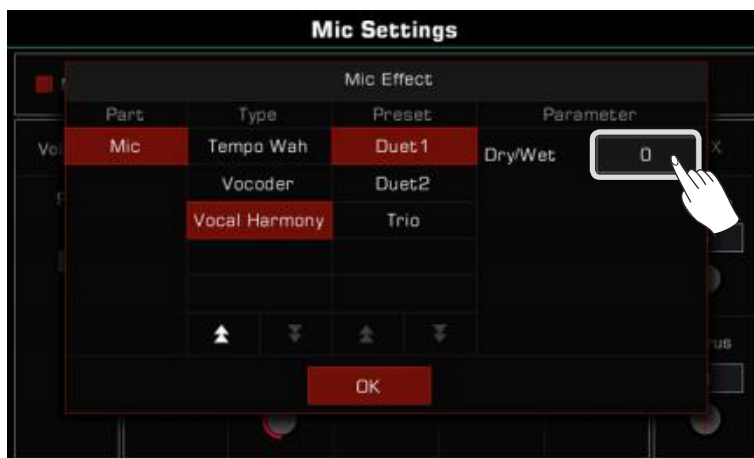 Mic Settings
Mic Effect
Part Type Preset Parameter
Mic Tempo Wah Duet1 Dry/Wet 0
Vocoder Duet2
Vocal Harmony Trio
OK